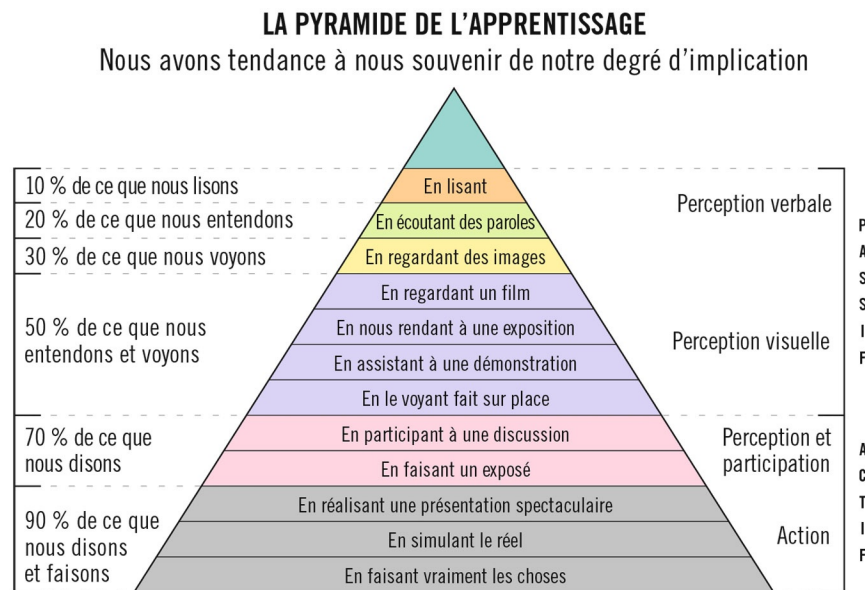 LA PYRAMIDE DE L'APPRENTISSAGE
Nous avons tendance à nous souvenir de notre degré d'implication
10 % de ce que nous lisons
En lisant
Perception verbale
20 % de ce que nous entendons
En écoutant des paroles
30 % de ce que nous voyons
En regardant des images
50 % de ce que nous
entendons et voyons
En regardant un film
En nous rendant à une exposition
En assistant à une démonstration
En le voyant fait sur place
Perception visuelle
70 % de ce que
nous disons
En participant à une discussion
En faisant un exposé
Perception et
participation
90 % de ce que
nous disons
et faisons
En réalisant une présentation spectaculaire
En simulant le réel
En faisant vraiment les choses
Action
P
A
S
S
I
F
A
C
T
I
F